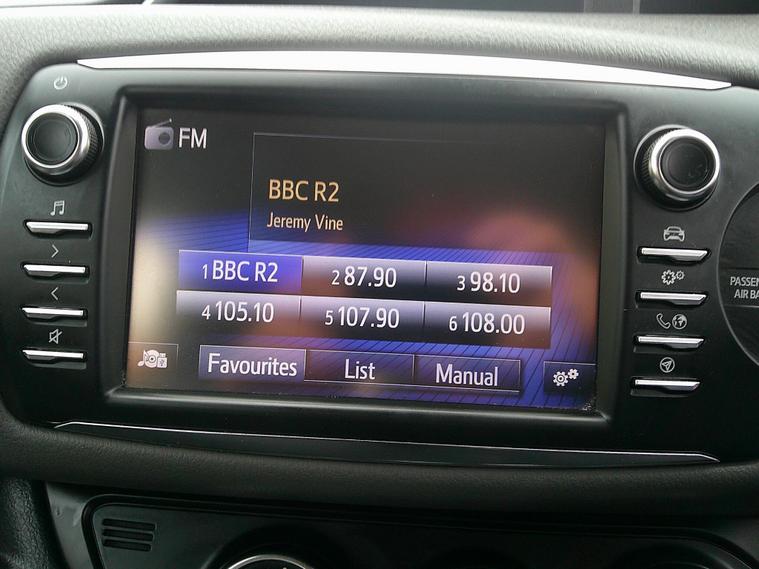 FM
BBC R2
Jeremy Vine
1 BBC R2 2 87.90 3 98.10
4 105.10 5 107.90 6 108.00
Favourites List Manual
PASSEN
AIR BA